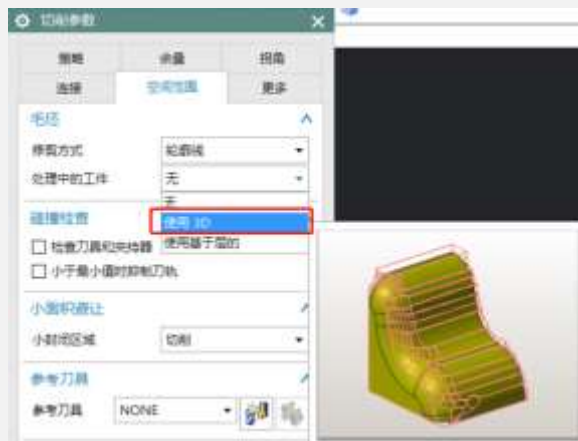 切削参数
策略 余量 拐角
连接 空间范围 更多
毛坯
修剪方式 轮廓线
处理中的工件 无
无
碰撞检查 使用 3D
检查刀具和夹持器 使用基于层的
小于最小值时抑制刀轨
小面积避让
小封闭区域 切削
参考刀具
参考刀具 NONE